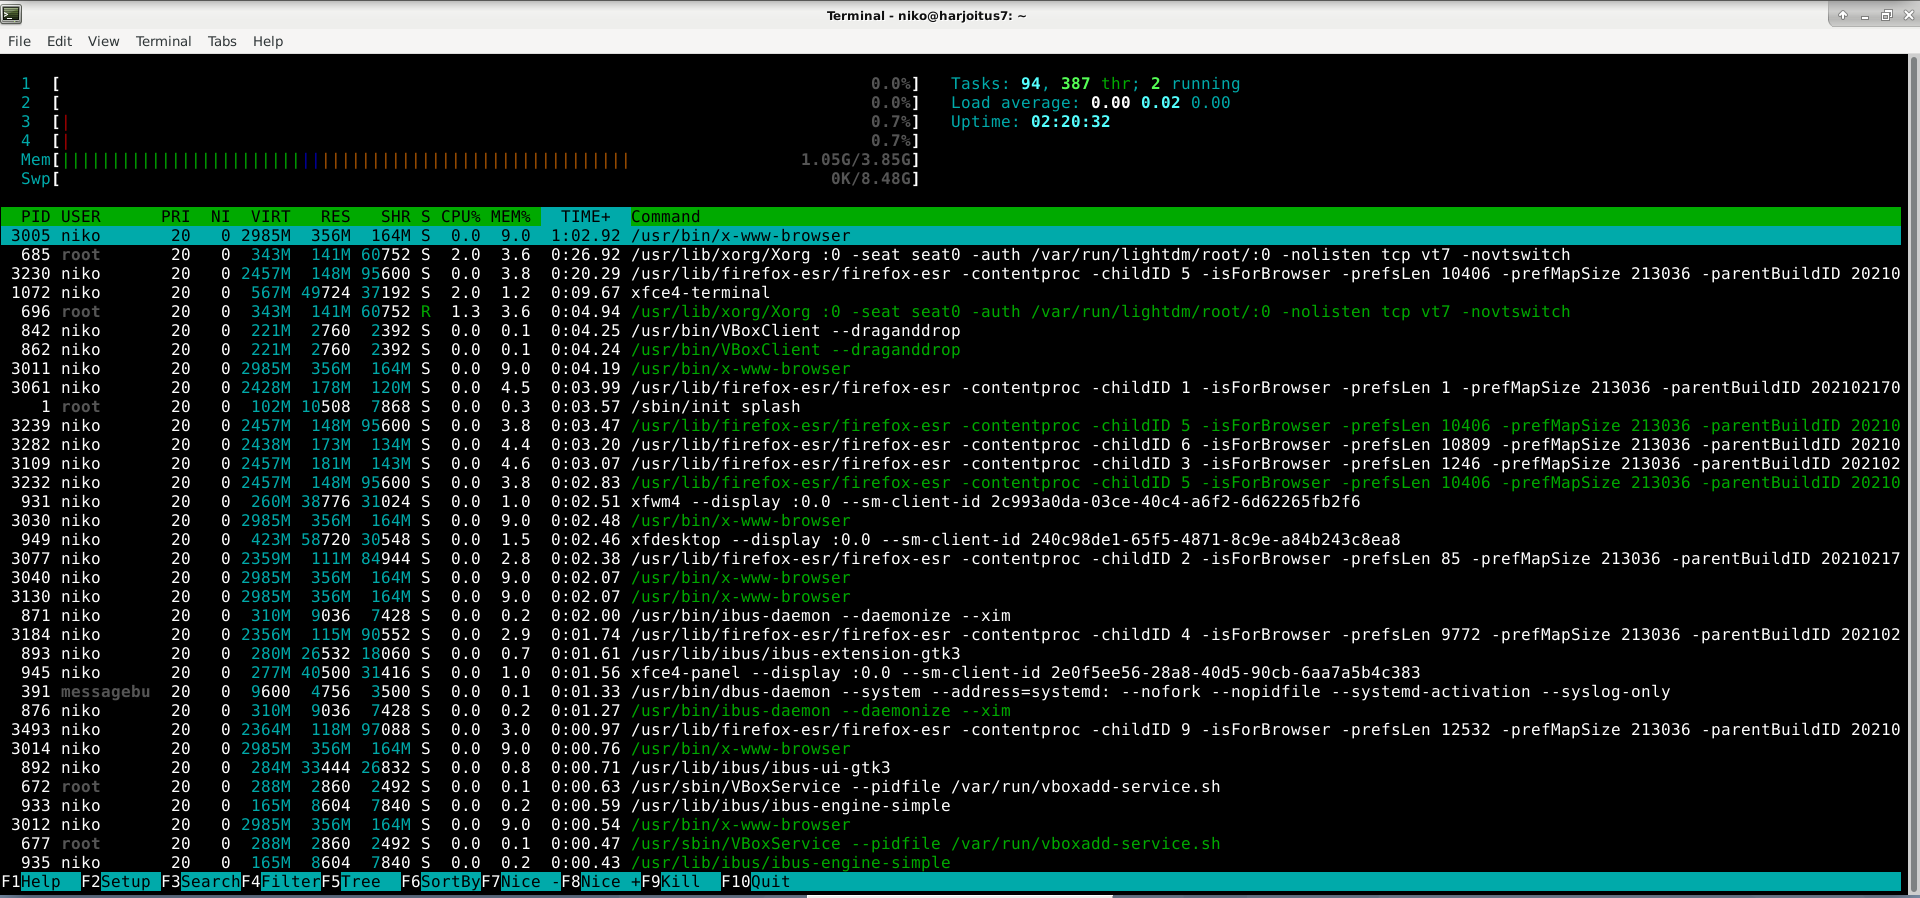 Terminal - niko@harjoitus7: ~
File Edit View Terminal Tabs Help
1 [ 0.0%] Tasks: 94, 387 thr; 2 running
2 [ 0.0%] Load average: 0.00 0.02 0.00
3 [| 0.7%] Uptime: 02:20:32
4 [| 0.7%]
Mem[||||||||||||||||||||||||||||||||||||||||||||||||||||||||| 1.05G/3.85G]
Swp[ 0K/8.48G]
PID USER PRI NI VIRT RES SHR S CPU% MEM% TIME+ Command
3005 niko 20 0 2985M 356M 164M S 0.0 9.0 1:02.92 /usr/bin/x-www-browser
685 root 20 0 343M 141M 60752 S 2.0 3.6 0:26.92 /usr/lib/xorg/Xorg :0 -seat seat0 -auth /var/run/lightdm/root/:0 -nolisten tcp vt7 -novtswitch
3230 niko 20 0 2457M 148M 95600 S 0.0 3.8 0:20.29 /usr/lib/firefox-esr/firefox-esr -contentproc -childID 5 -isForBrowser -prefsLen 10406 -prefMapSize 213036 -parentBuildID 20210
1072 niko 20 0 567M 49724 37192 S 2.0 1.2 0:09.67 xfce4-terminal
696 root 20 0 343M 141M 60752 R 1.3 3.6 0:04.94 /usr/lib/xorg/Xorg :0 -seat seat0 -auth /var/run/lightdm/root/:0 -nolisten tcp vt7 -novtswitch
842 niko 20 0 221M 2760 2392 S 0.0 0.1 0:04.25 /usr/bin/VBoxClient --draganddrop
862 niko 20 0 221M 2760 2392 S 0.0 0.1 0:04.24 /usr/bin/VBoxClient --draganddrop
3011 niko 20 0 2985M 356M 164M S 0.0 9.0 0:04.19 /usr/bin/x-www-browser
3061 niko 20 0 2428M 178M 120M S 0.0 4.5 0:03.99 /usr/lib/firefox-esr/firefox-esr -contentproc -childID 1 -isForBrowser -prefsLen 1 -prefMapSize 213036 -parentBuildID 202102170
1 root 20 0 102M 10508 7868 S 0.0 0.3 0:03.57 /sbin/init splash
3239 niko 20 0 2457M 148M 95600 S 0.0 3.8 0:03.47 /usr/lib/firefox-esr/firefox-esr -contentproc -childID 5 -isForBrowser -prefsLen 10406 -prefMapSize 213036 -parentBuildID 20210
3282 niko 20 0 2438M 173M 134M S 0.0 4.4 0:03.20 /usr/lib/firefox-esr/firefox-esr -contentproc -childID 6 -isForBrowser -prefsLen 10809 -prefMapSize 213036 -parentBuildID 20210
3109 niko 20 0 2457M 181M 143M S 0.0 4.6 0:03.07 /usr/lib/firefox-esr/firefox-esr -contentproc -childID 3 -isForBrowser -prefsLen 1246 -prefMapSize 213036 -parentBuildID 202102
3232 niko 20 0 2457M 148M 95600 S 0.0 3.8 0:02.83 /usr/lib/firefox-esr/firefox-esr -contentproc -childID 5 -isForBrowser -prefsLen 10406 -prefMapSize 213036 -parentBuildID 20210
931 niko 20 0 260M 38776 31024 S 0.0 1.0 0:02.51 xfwm4 --display :0.0 --sm-client-id 2c993a0da-03ce-40c4-a6f2-6d62265fb2f6
3030 niko 20 0 2985M 356M 164M S 0.0 9.0 0:02.48 /usr/bin/x-www-browser
949 niko 20 0 423M 58720 30548 S 0.0 1.5 0:02.46 xfdesktop --display :0.0 --sm-client-id 240c98de1-65f5-4871-8c9e-a84b243c8ea8
3077 niko 20 0 2359M 111M 84944 S 0.0 2.8 0:02.38 /usr/lib/firefox-esr/firefox-esr -contentproc -childID 2 -isForBrowser -prefsLen 85 -prefMapSize 213036 -parentBuildID 20210217
3040 niko 20 0 2985M 356M 164M S 0.0 9.0 0:02.07 /usr/bin/x-www-browser
3130 niko 20 0 2985M 356M 164M S 0.0 9.0 0:02.07 /usr/bin/x-www-browser
871 niko 20 0 310M 9036 7428 S 0.0 0.2 0:02.00 /usr/bin/ibus-daemon --daemonize --xim
3184 niko 20 0 2356M 115M 90552 S 0.0 2.9 0:01.74 /usr/lib/firefox-esr/firefox-esr -contentproc -childID 4 -isForBrowser -prefsLen 9772 -prefMapSize 213036 -parentBuildID 202102
893 niko 20 0 280M 26532 18060 S 0.0 0.7 0:01.61 /usr/lib/ibus/ibus-extension-gtk3
945 niko 20 0 277M 40500 31416 S 0.0 1.0 0:01.56 xfce4-panel --display :0.0 --sm-client-id 2e0f5ee56-28a8-40d5-90cb-6aa7a5b4c383
391 messagebu 20 0 9600 4756 3500 S 0.0 0.1 0:01.33 /usr/bin/dbus-daemon --system --address=systemd: --nofork --nopidfile --systemd-activation --syslog-only
876 niko 20 0 310M 9036 7428 S 0.0 0.2 0:01.27 /usr/bin/ibus-daemon --daemonize --xim
3493 niko 20 0 2364M 118M 97088 S 0.0 3.0 0:00.97 /usr/lib/firefox-esr/firefox-esr -contentproc -childID 9 -isForBrowser -prefsLen 12532 -prefMapSize 213036 -parentBuildID 20210
3014 niko 20 0 2985M 356M 164M S 0.0 9.0 0:00.76 /usr/bin/x-www-browser
892 niko 20 0 284M 33444 26832 S 0.0 0.8 0:00.71 /usr/lib/ibus/ibus-ui-gtk3
672 root 20 0 288M 2860 2492 S 0.0 0.1 0:00.63 /usr/sbin/VBoxService --pidfile /var/run/vboxadd-service.sh
933 niko 20 0 165M 8604 7840 S 0.0 0.2 0:00.59 /usr/lib/ibus/ibus-engine-simple
3012 niko 20 0 2985M 356M 164M S 0.0 9.0 0:00.54 /usr/bin/x-www-browser
677 root 20 0 288M 2860 2492 S 0.0 0.1 0:00.47 /usr/sbin/VBoxService --pidfile /var/run/vboxadd-service.sh
935 niko 20 0 165M 8604 7840 S 0.0 0.2 0:00.43 /usr/lib/ibus/ibus-engine-simple
F1Help F2Setup F3SearchF4FilterF5Tree F6SortByF7Nice -F8Nice +F9Kill F10Quit